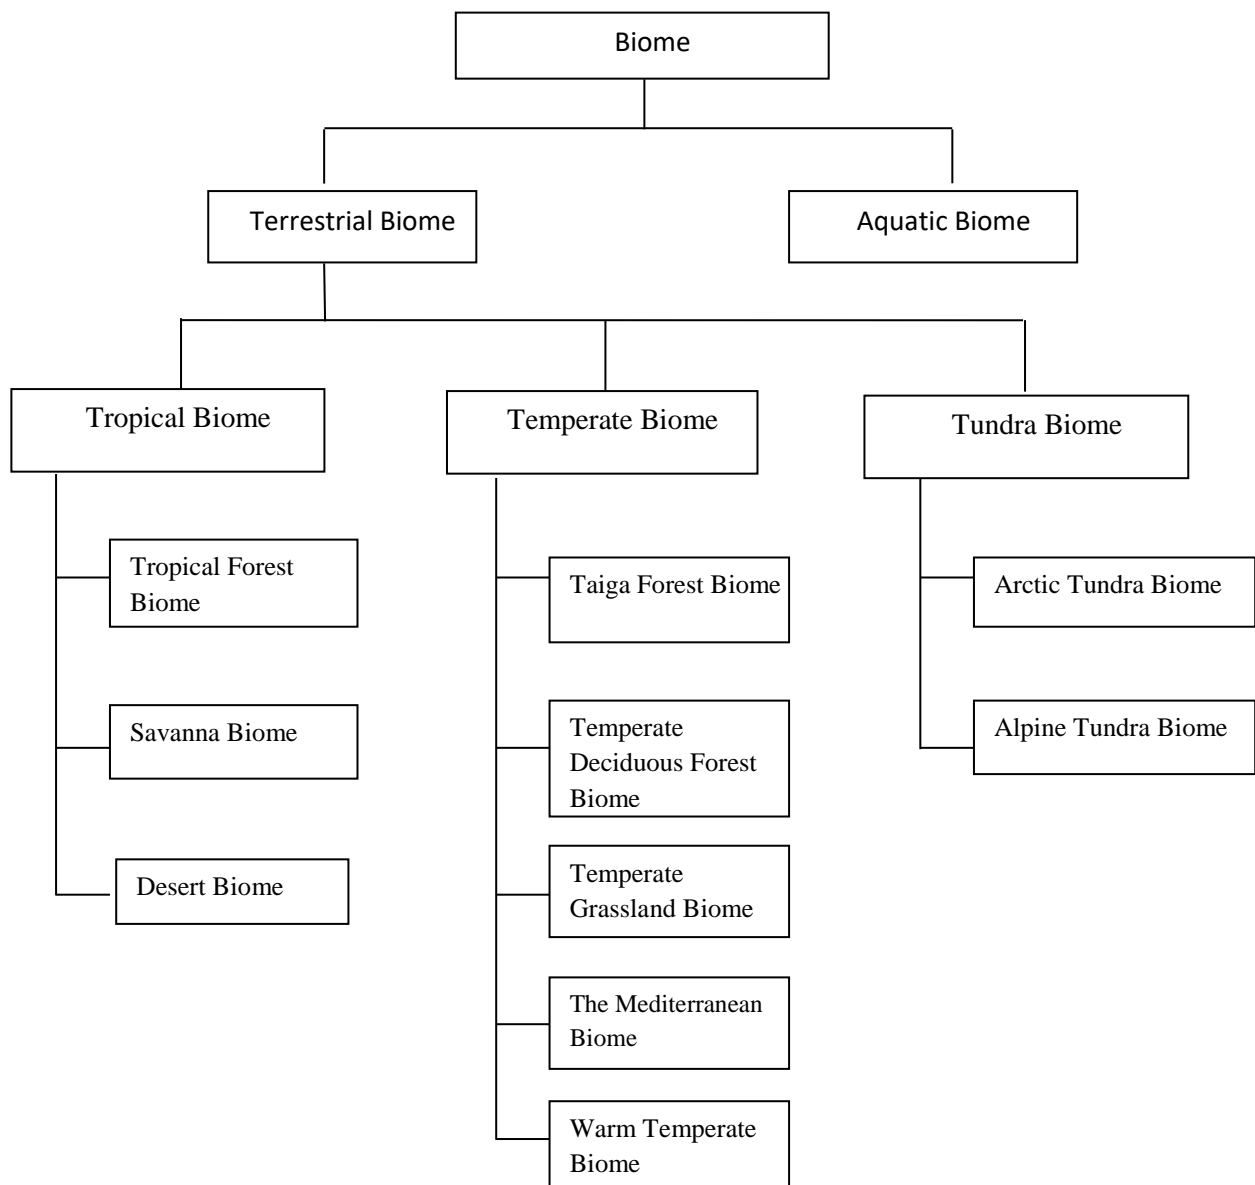 Biome
Terrestrial Biome
Aquatic Biome
Tropical Biome
Temperate Biome
Tundra Biome
Tropical Forest
Biome
Savanna Biome
Desert Biome
Taiga Forest Biome
Temperate
Deciduous Forest
Biome
Temperate
Grassland Biome
The Mediterranean
Biome
Warm Temperate
Biome
Arctic Tundra Biome
Alpine Tundra Biome